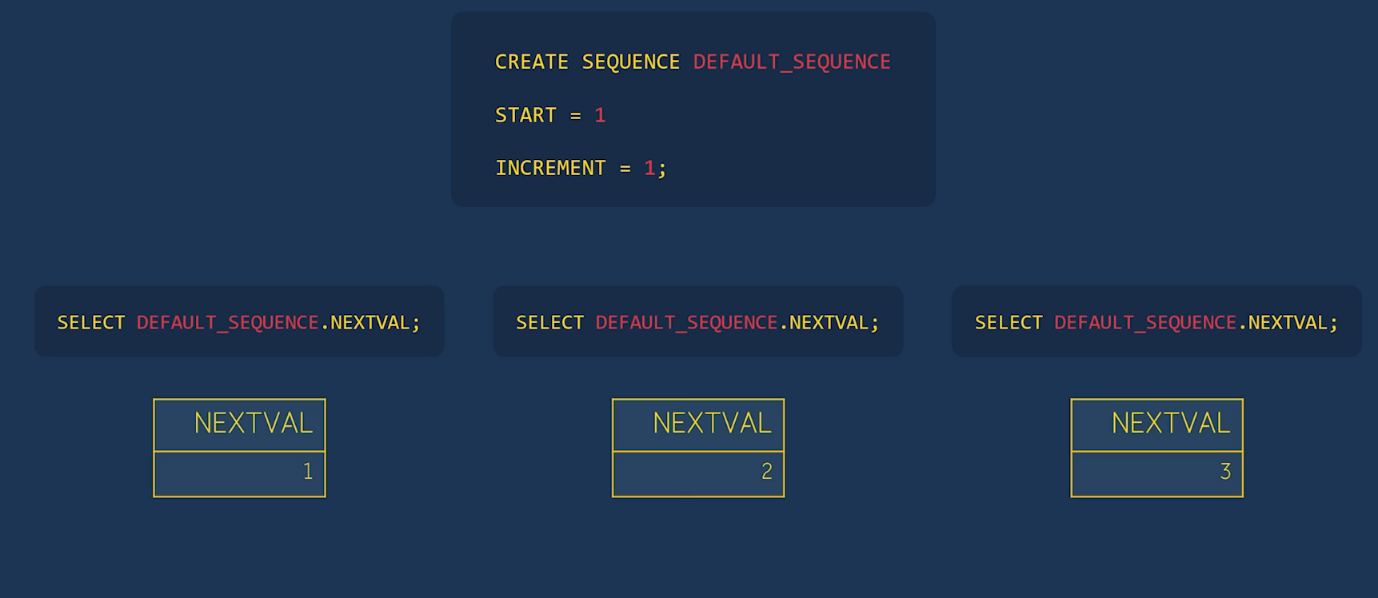 CREATE SEQUENCE DEFAULT_SEQUENCE
START = 1
INCREMENT = 1;
SELECT DEFAULT_SEQUENCE.NEXTVAL;
SELECT DEFAULT_SEQUENCE.NEXTVAL;
SELECT DEFAULT_SEQUENCE.NEXTVAL;
NEXTVAL
1
NEXTVAL
2
NEXTVAL
3